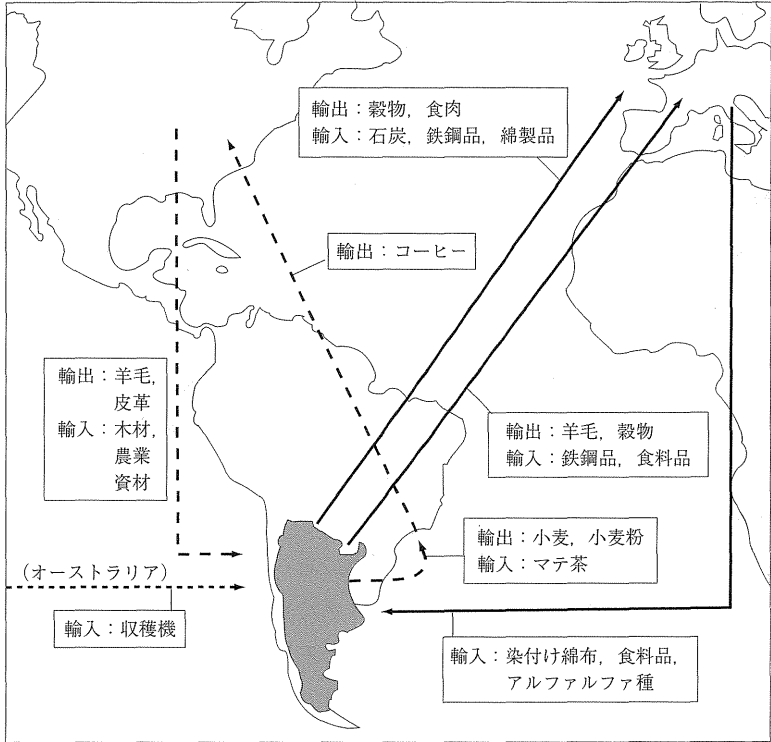 輸出：穀物，食肉
輸入：石炭，鉄鋼品，綿製品
輸出：コーヒー
輸出：羊毛，
皮革
輸入：木材，
農業
資材
輸出：羊毛，穀物
輸入：鉄鋼品，食料品
輸出：小麦，小麦粉
輸入：マテ茶
（オーストラリア）
輸入：収穫機
輸入：染付け綿布，食料品，
アルファルファ種